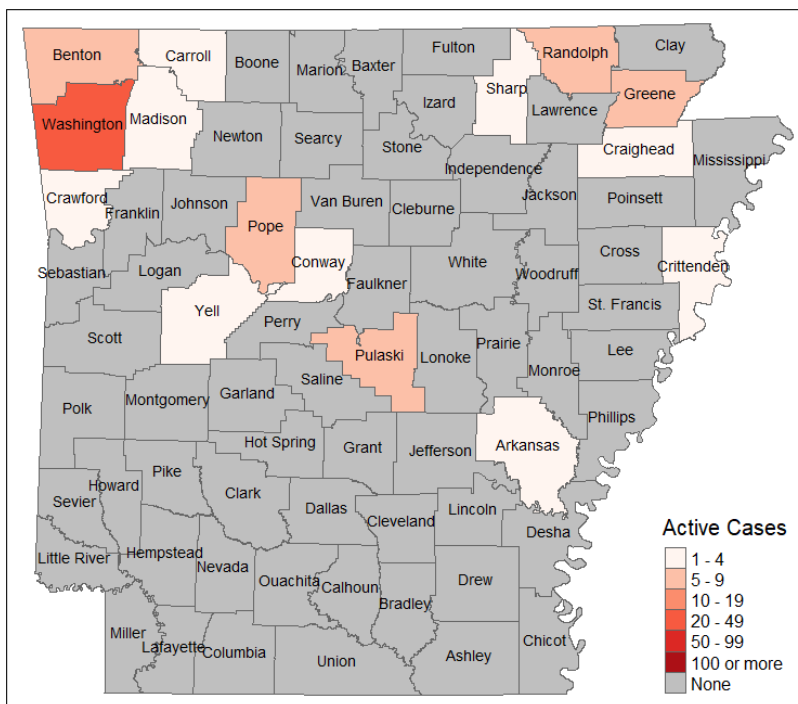 Benton
Carroll
Boone
Marion
Baxter
Fulton
Randolph
Clay
Sharp
Izard
Lawrence
Greene
Washington
Madison
Newton
Searcy
Stone
Independence
Craighead
Mississippi
Crawford
Franklin
Johnson
Pope
Van Buren
Cleburne
Jackson
Poinsett
Sebastian
Logan
Conway
Faulkner
White
Woodruff
Cross
Crittenden
St. Francis
Yell
Perry
Scott
Pulaski
Lonoke
Prairie
Lee
Monroe
Saline
Garland
Montgomery
Polk
Phillips
Hot Spring
Grant
Jefferson
Arkansas
Pike
Howard
Sevier
Clark
Dallas
Cleveland
Lincoln
Desha
Little River
Hempstead
Nevada
Ouachita
Calhoun
Bradley
Drew
Miller
Lafayette
Columbia
Union
Ashley
Chicot
Active Cases
1 - 4
5 - 9
10 - 19
20 - 49
50 - 99
100 or more
None